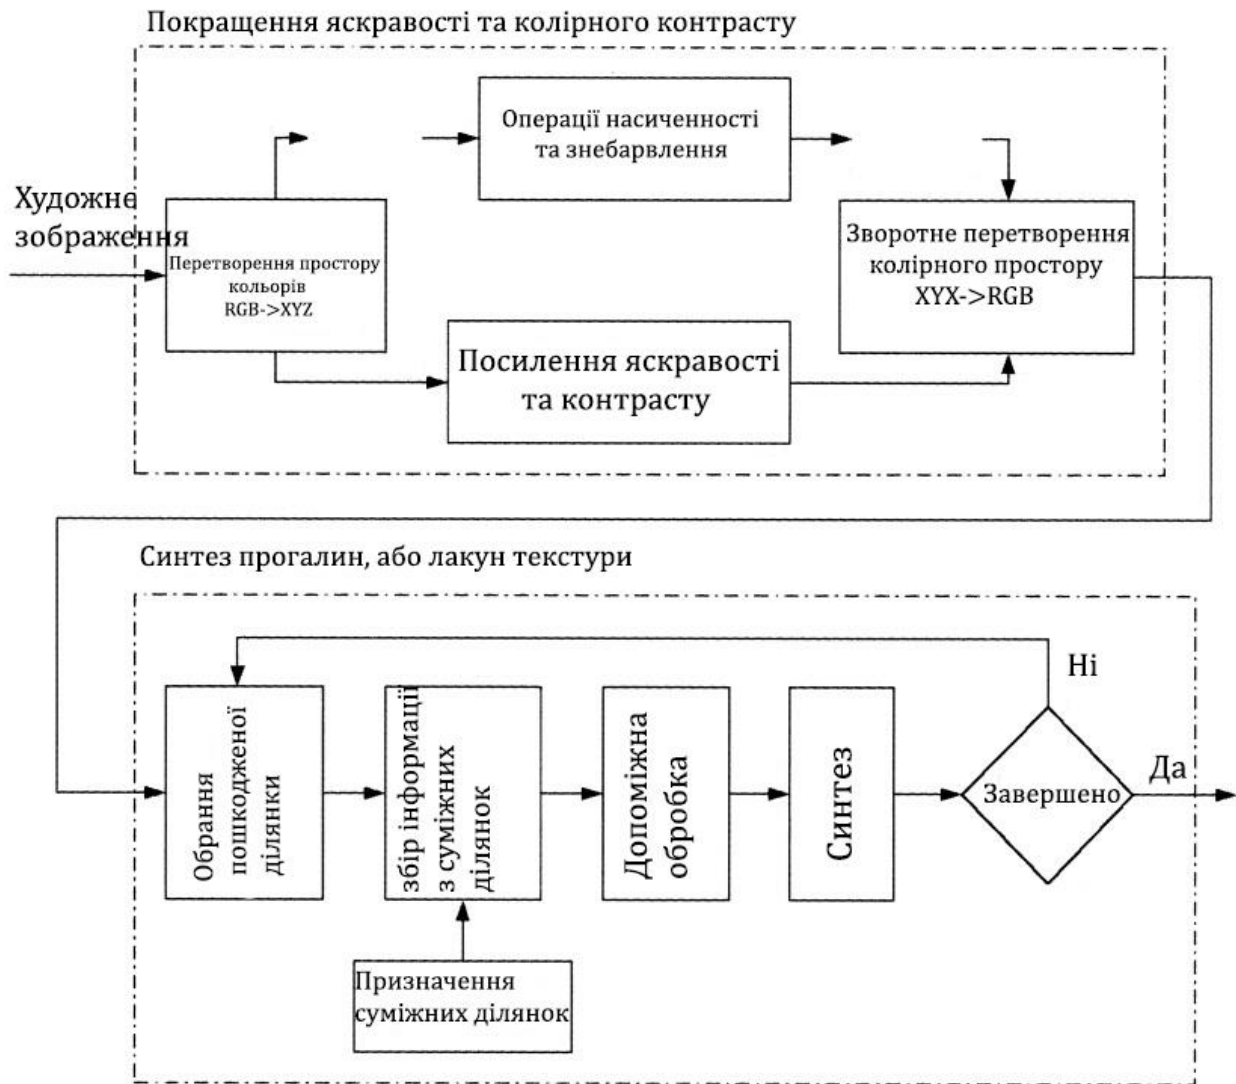 Покращення яскравості та колірного контрасту
Операції насиченності
та знебарвлення
Художнє
зображення
Перетворення простору
кольорів
RGB->XYZ
Зворотне перетворення
колірного простору
XYX->RGB
Посилення яскравості
та контрасту
Синтез прогалин, або лакун текстури
Ні
Да
Обрання
пошкодженої
ділянки
збір інформації
з суміжних
ділянок
Допоміжна
обробка
Синтез
Завершено
Призначення
суміжних ділянок